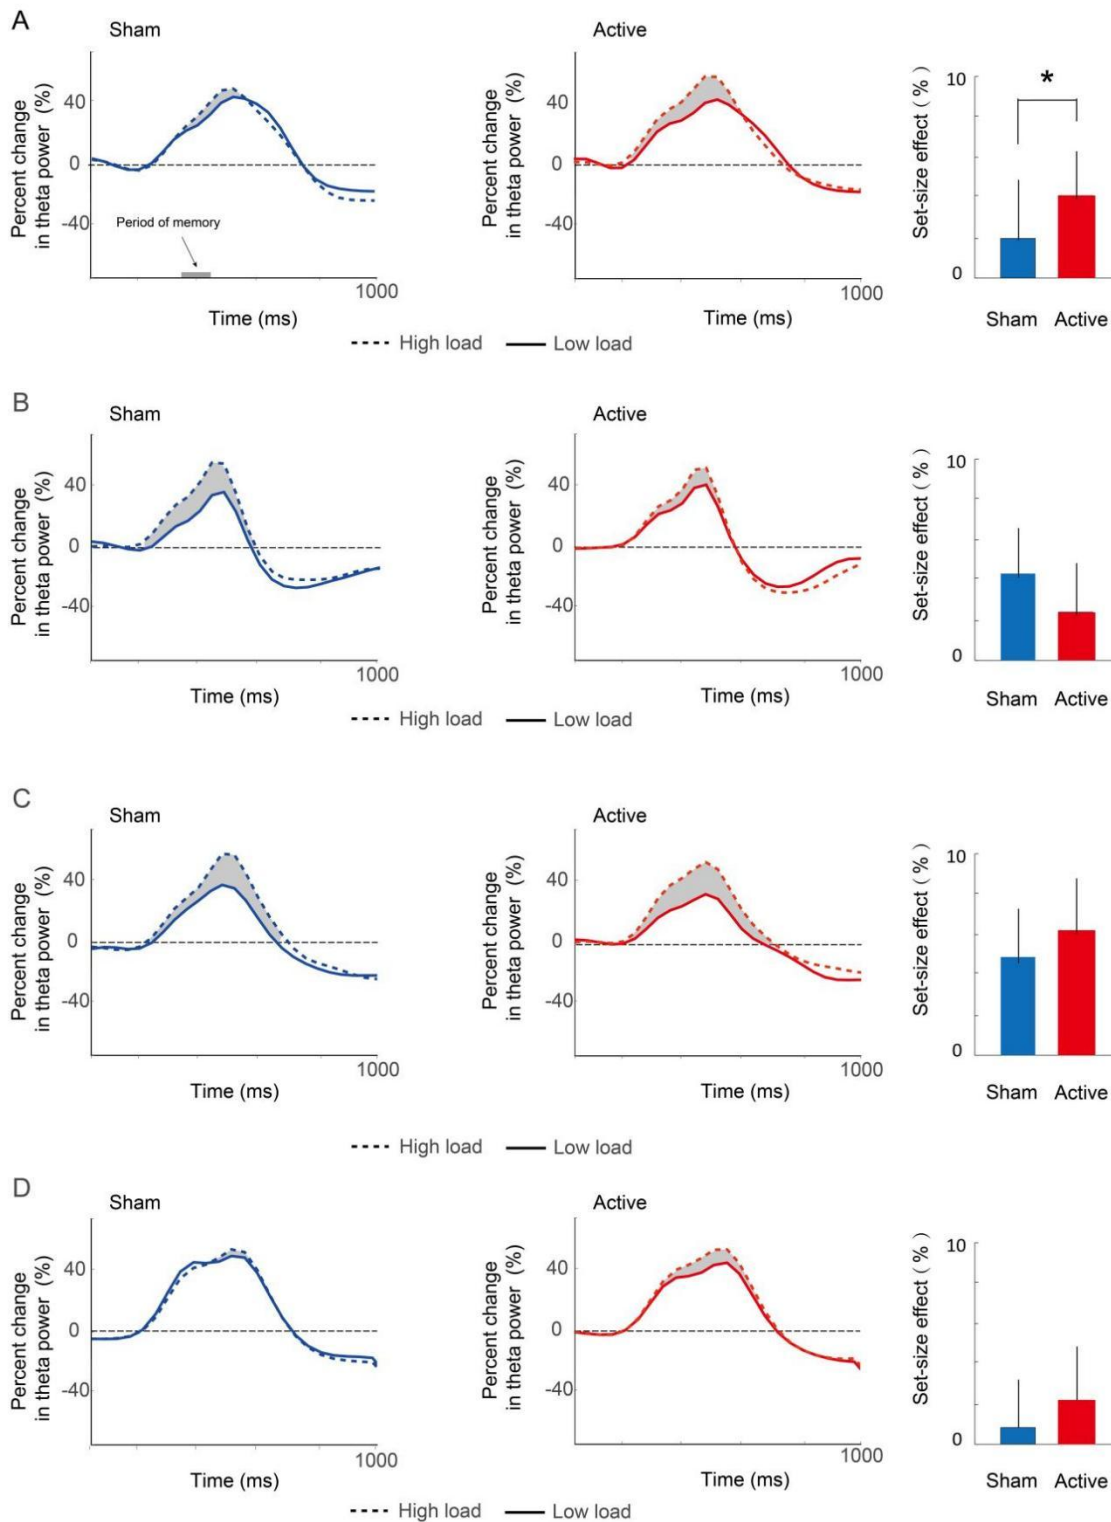 A
Sham
Active
Percent change
in theta power (%)
40
0
-40
Period of memory
1000
Time (ms)
Percent change
in theta power (%)
40
0
-40
1000
Time (ms)
Set-size effect ( % )
10
0
*
Sham Active
High load Low load
B
Sham
Active
Percent change
in theta power (%)
40
0
-40
1000
Time (ms)
Percent change
in theta power (%)
40
0
-40
1000
Time (ms)
Set-size effect ( % )
10
0
Sham Active
High load Low load
C
Sham
Active
Percent change
in theta power (%)
40
0
-40
1000
Time (ms)
Percent change
in theta power (%)
40
0
-40
1000
Time (ms)
Set-size effect ( % )
10
0
Sham Active
High load Low load
D
Sham
Active
Percent change
in theta power (%)
40
0
-40
1000
Time (ms)
Percent change
in theta power (%)
40
0
-40
1000
Time (ms)
Set-size effect ( % )
10
0
Sham Active
High load Low load